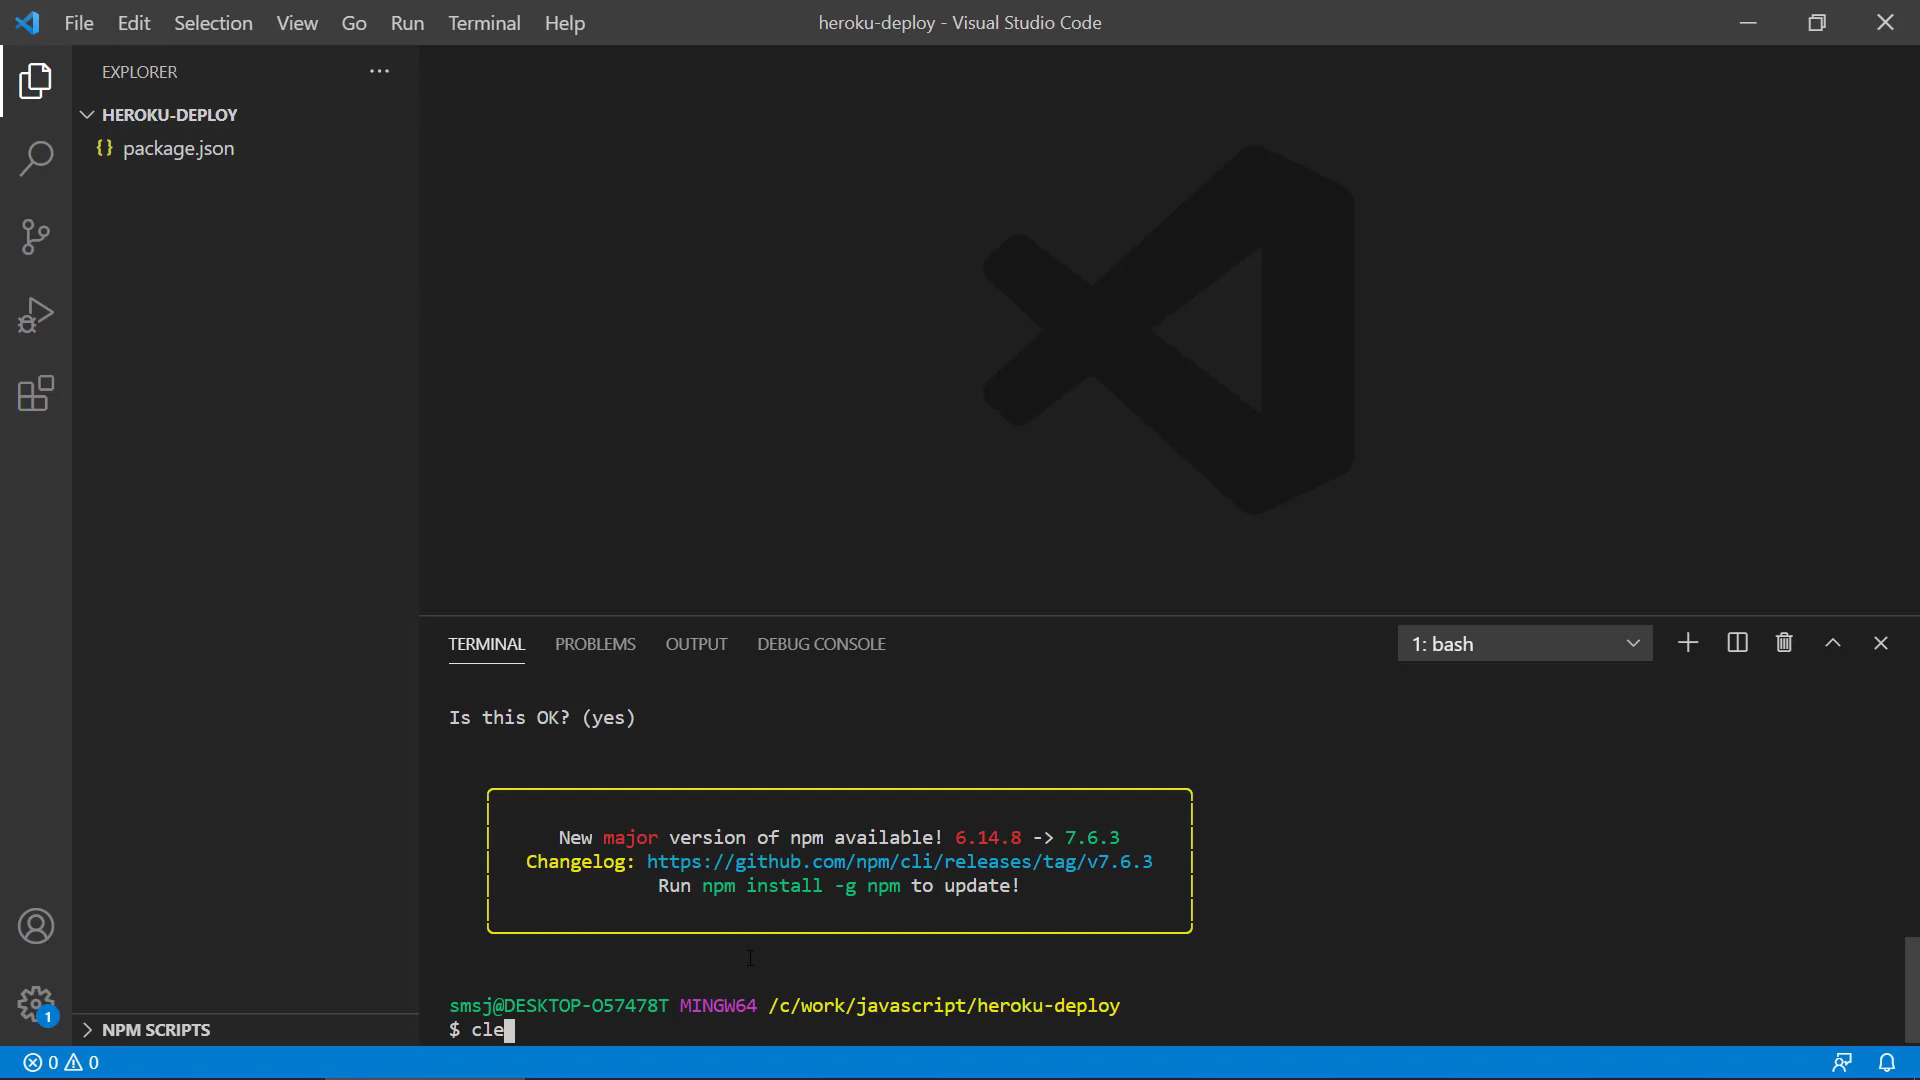 File Edit Selection View Go Run Terminal Help
heroku-deploy - Visual Studio Code
EXPLORER
HEROKU-DEPLOY
{} package.json
NPM SCRIPTS
TERMINAL PROBLEMS OUTPUT DEBUG CONSOLE
1: bash
Is this OK? (yes)
New major version of npm available! 6.14.8 -> 7.6.3
Changelog: https://github.com/npm/cli/releases/tag/v7.6.3
Run npm install -g npm to update!
smsj@DESKTOP-O57478T MINGW64 /c/work/javascript/heroku-deploy
$ cle
1
0 0